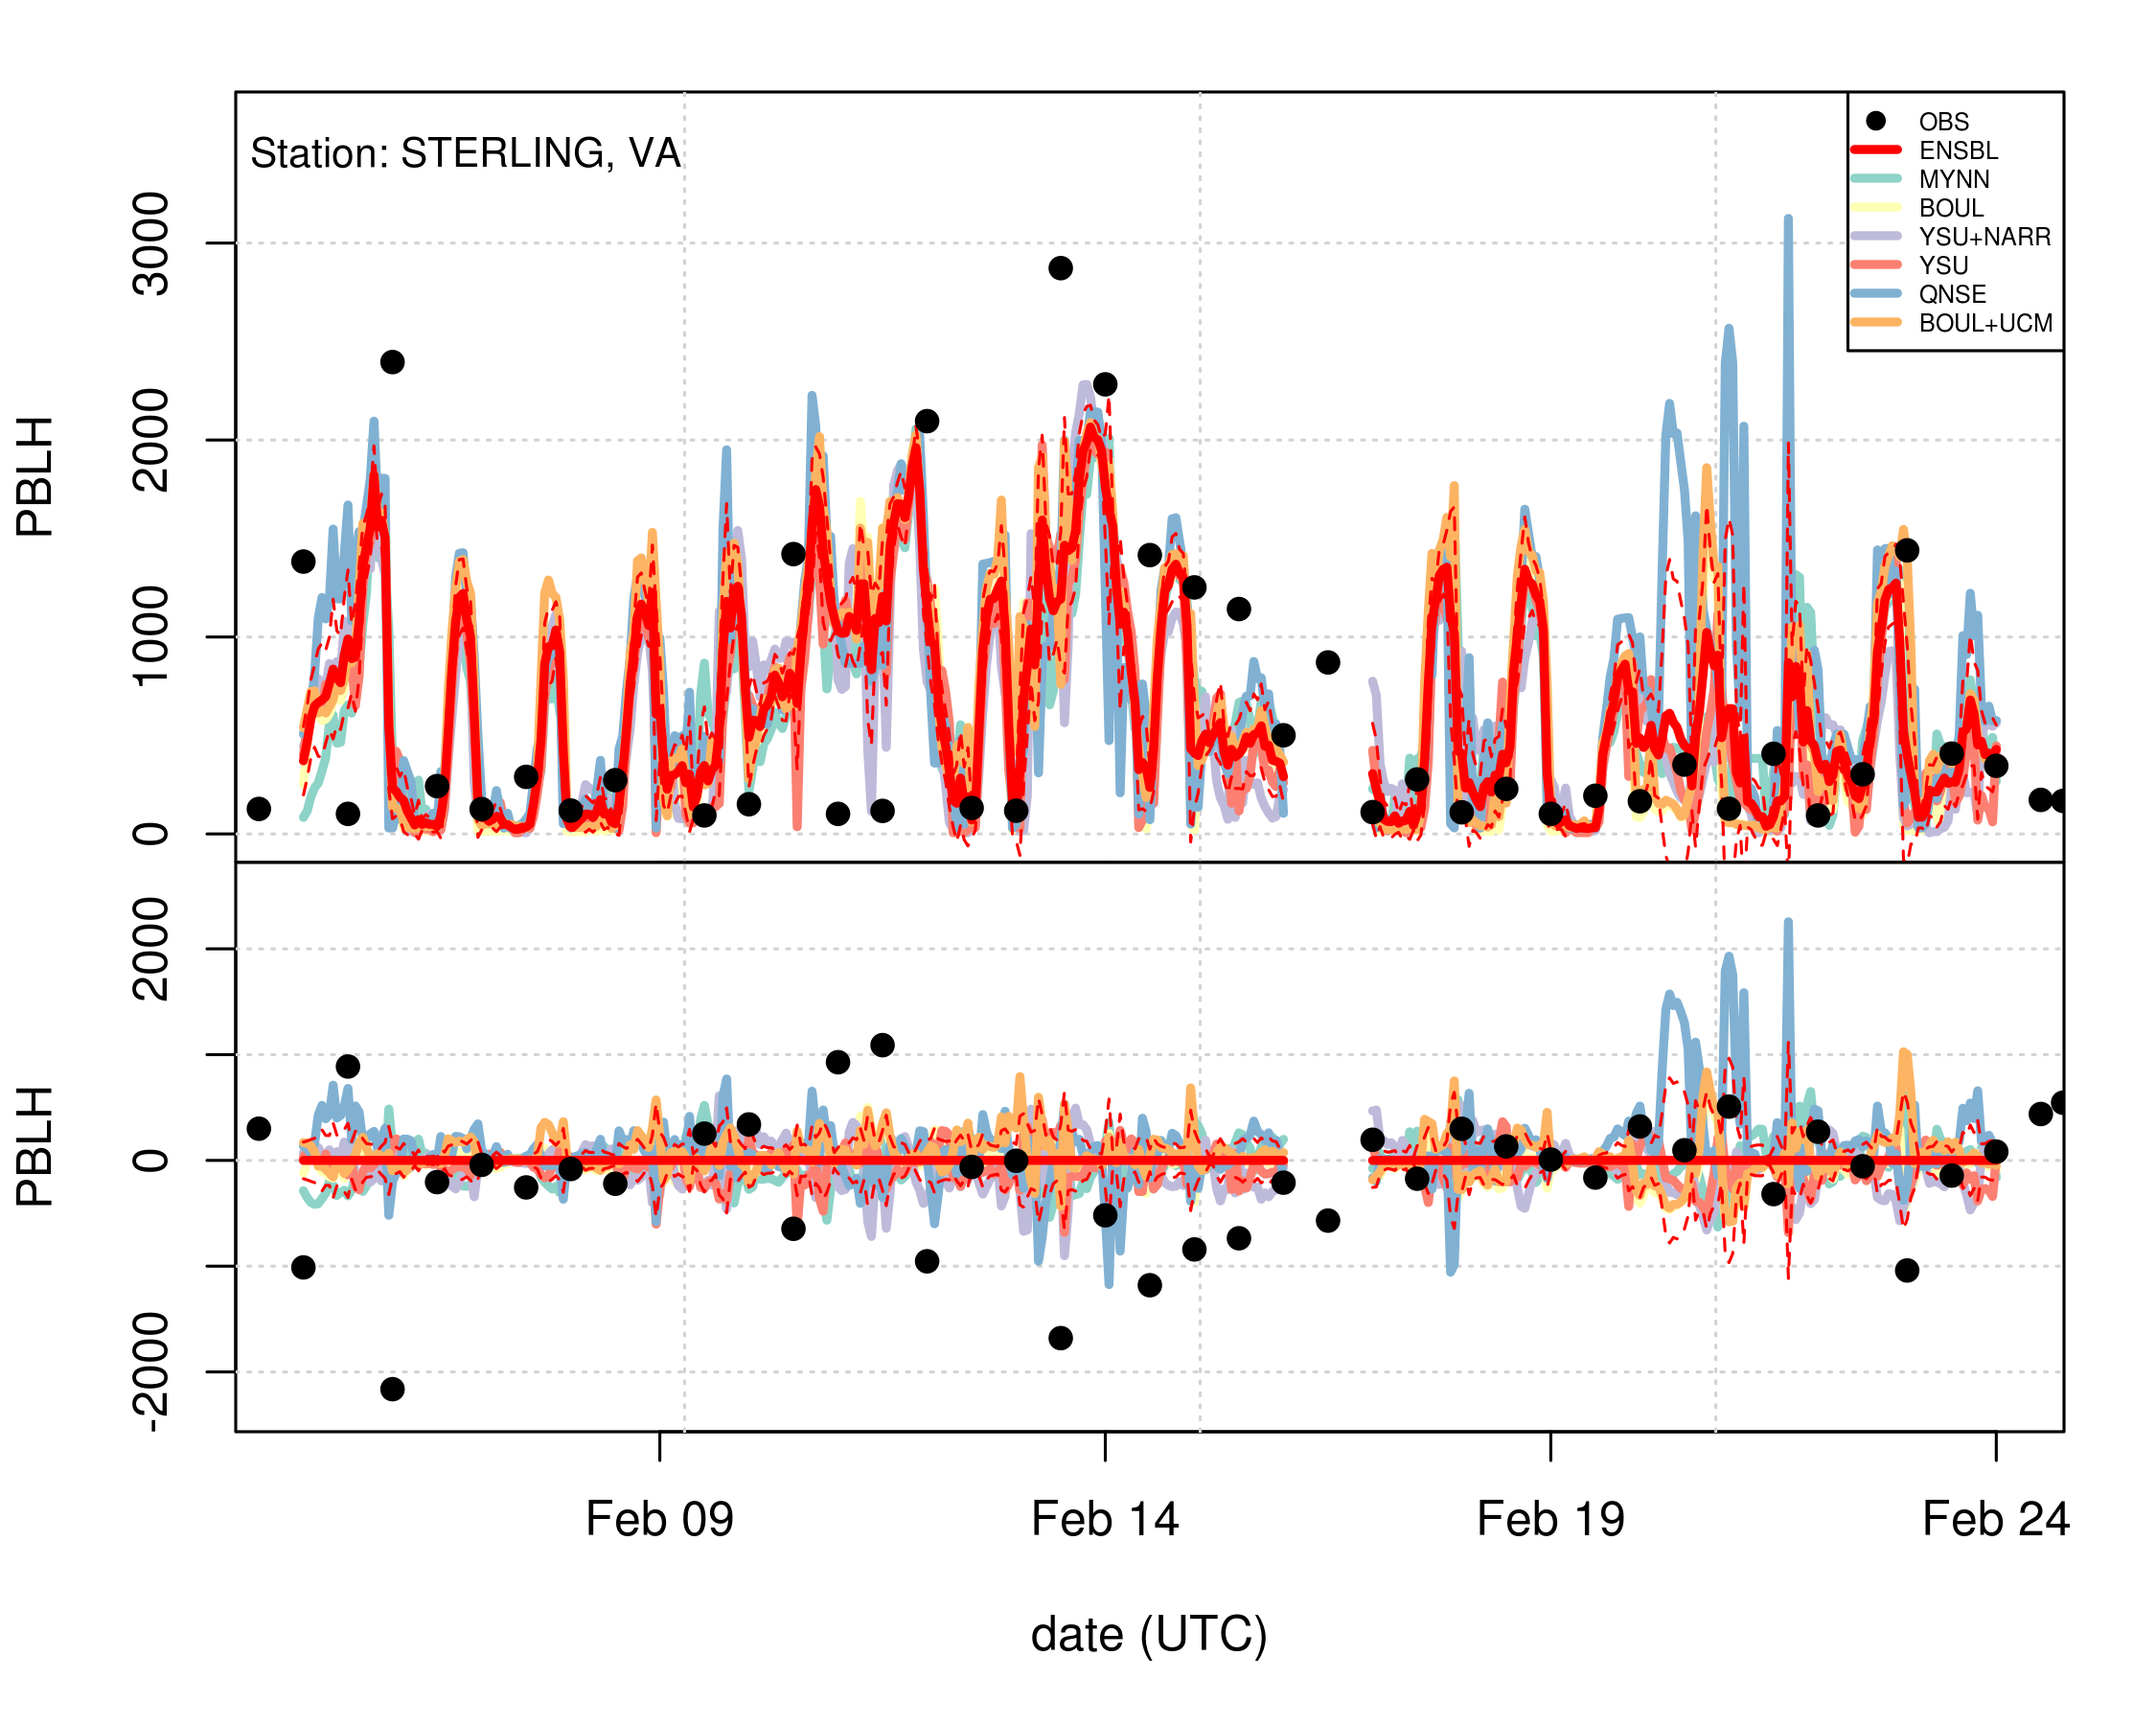 Station: STERLING, VA
OBS
ENSBL
MYNN
BOUL
YSU+NARR
YSU
QNSE
BOUL+UCM
PBLH
3000
2000
1000
0
PBLH
2000
0
-2000
Feb 09 Feb 14 Feb 19 Feb 24
date (UTC)